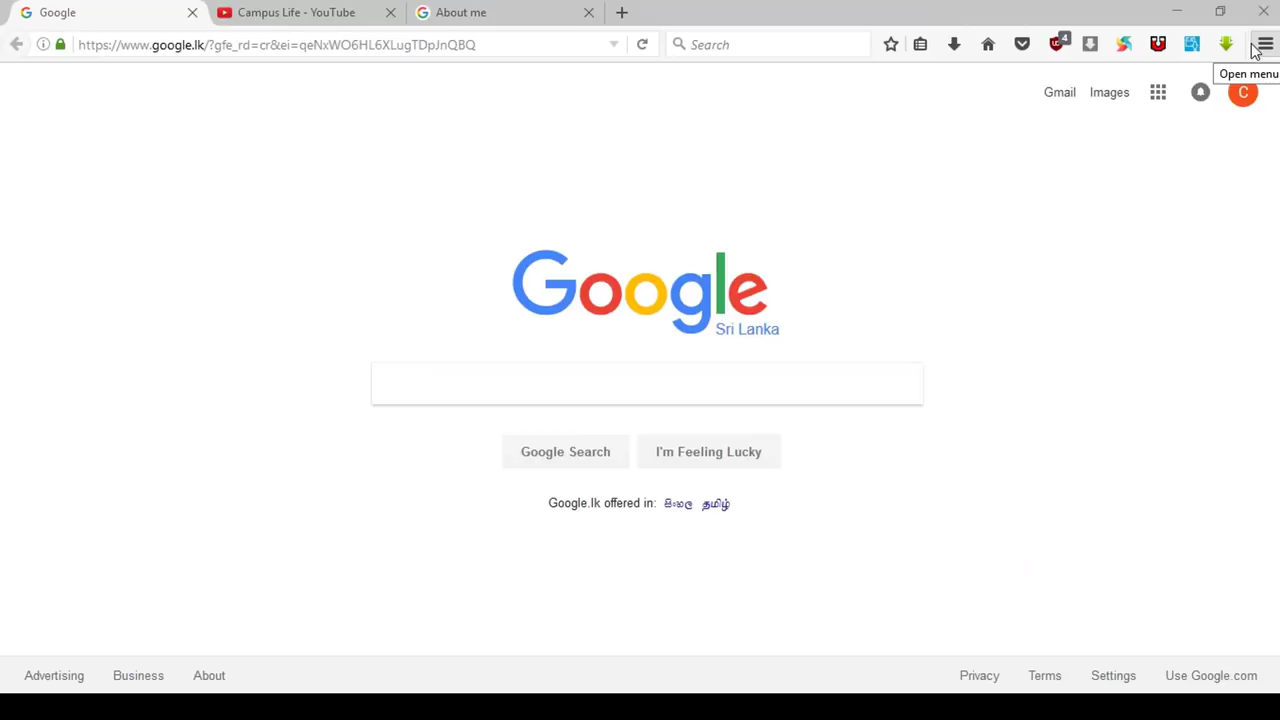 Google
Campus Life - YouTube
About me
https://www.google.lk/?gfe_rd=cr&ei=qeNxWO6HL6XLugTDpJnQBQ
Search
4
Open menu
Gmail
Images
C
Google
Sri Lanka
Google Search
I'm Feeling Lucky
Google.lk offered in: සිංහල தமிழ்
Advertising
Business
About
Privacy
Terms
Settings
Use Google.com